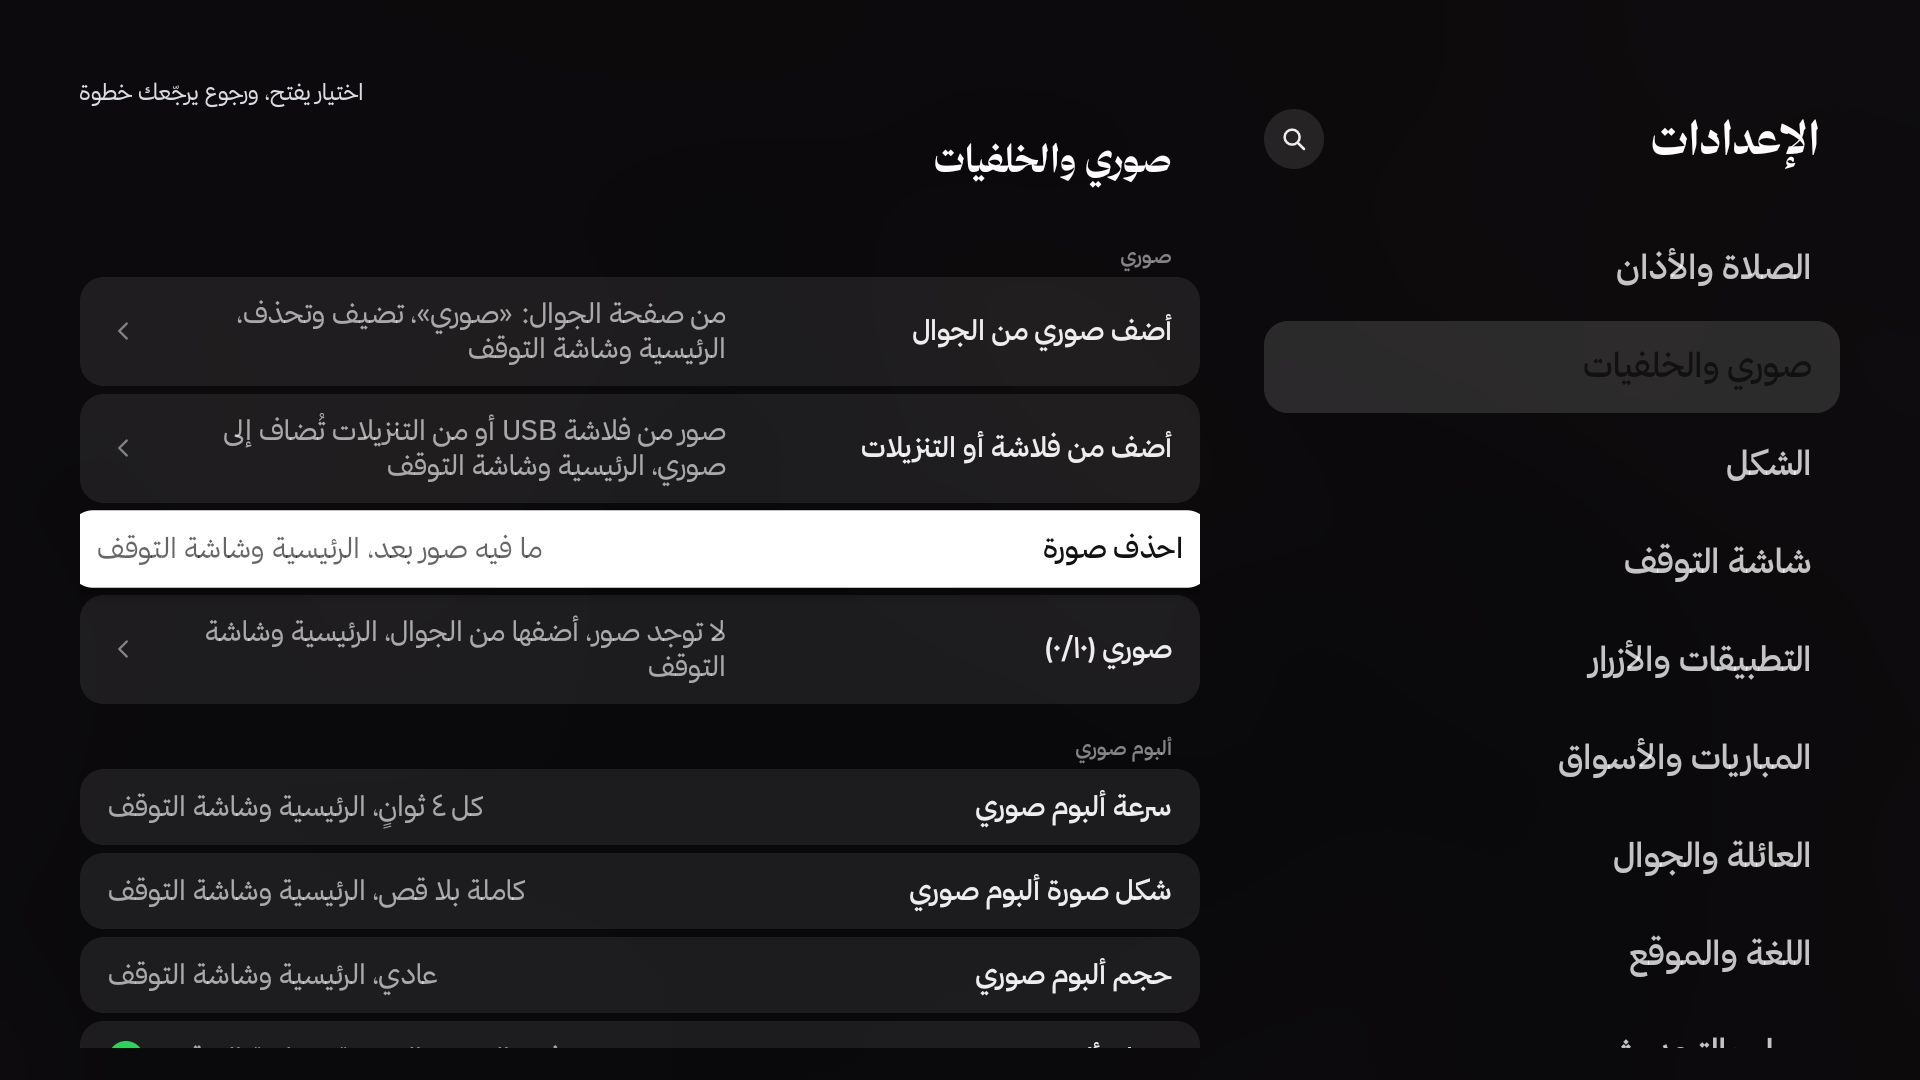 الإعدادات
الصلاة والأذان
صوري والخلفيات
الشكل
شاشة التوقف
التطبيقات والأزرار
المباريات والأسواق
العائلة والجوال
اللغة والموقع
اختيار يفتح، ورجوع يرجّعك خطوة
صوري والخلفيات
صوري
أضف صوري من الجوال
من صفحة الجوال: «صوري»، تضيف وتحذف،
الرئيسية وشاشة التوقف
أضف من فلاشة أو التنزيلات
صور من فلاشة USB أو من التنزيلات تُضاف إلى
صوري، الرئيسية وشاشة التوقف
احذف صورة
ما فيه صور بعد، الرئيسية وشاشة التوقف
صوري (٠/١٠)
لا توجد صور، أضفها من الجوال، الرئيسية وشاشة
التوقف
ألبوم صوري
سرعة ألبوم صوري
كل ٤ ثوانٍ، الرئيسية وشاشة التوقف
شكل صورة ألبوم صوري
كاملة بلا قص، الرئيسية وشاشة التوقف
حجم ألبوم صوري
عادي، الرئيسية وشاشة التوقف